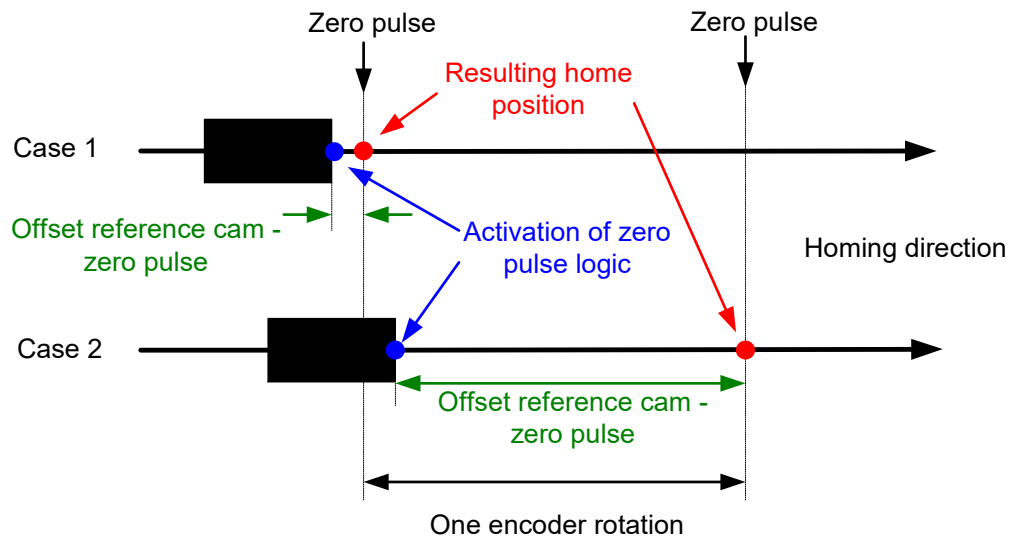 Zero pulse
Zero pulse
Resulting home
position
Case 1
Offset reference cam -
zero pulse
Activation of zero
pulse logic
Homing direction
Case 2
Offset reference cam -
zero pulse
One encoder rotation